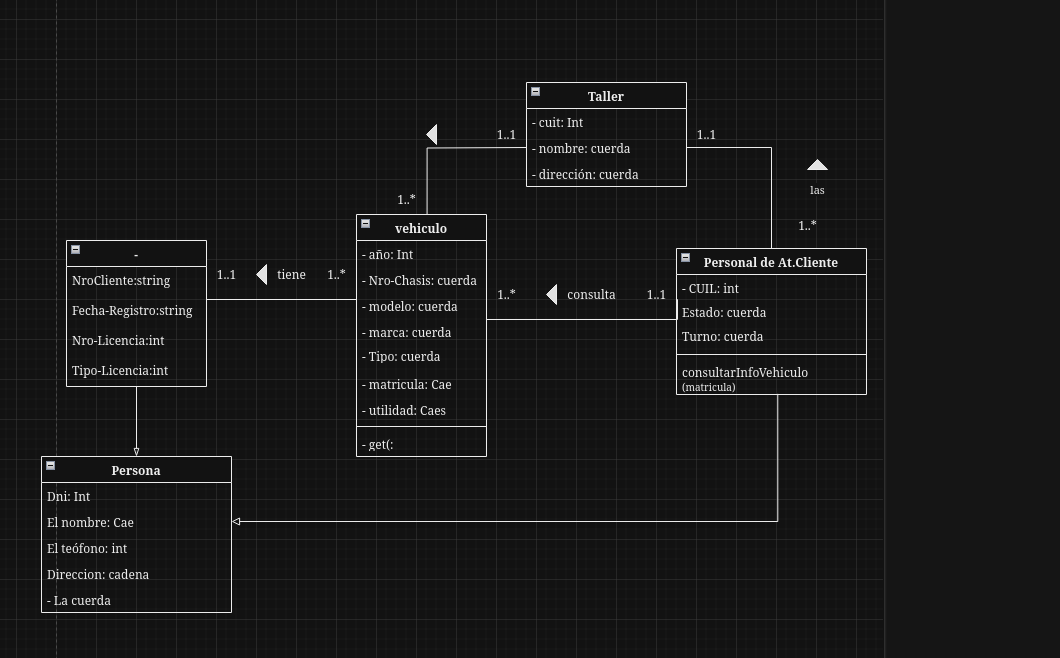 Taller
- cuit: Int
- nombre: cuerda
- dirección: cuerda
1..1
1..1
1..*
las
1..*
-
NroCliente:string
Fecha-Registro:string
Nro-Licencia:int
Tipo-Licencia:int
1..1
tiene
1..*
vehiculo
- año: Int
- Nro-Chasis: cuerda
- modelo: cuerda
- marca: cuerda
- Tipo: cuerda
- matricula: Cae
- utilidad: Caes
- get(:
1..*
consulta
1..1
Personal de At.Cliente
- CUIL: int
Estado: cuerda
Turno: cuerda
consultarInfoVehiculo
(matricula)
Persona
Dni: Int
El nombre: Cae
El teófono: int
Direccion: cadena
- La cuerda